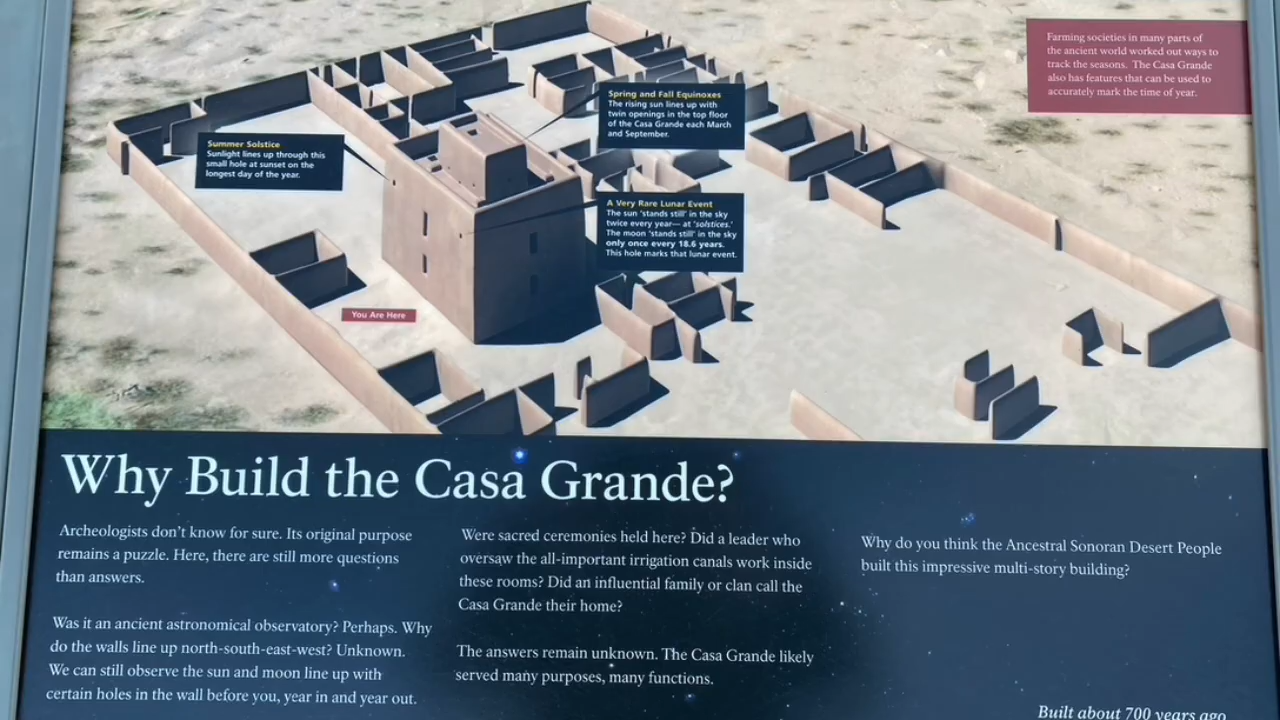 Farming societies in many parts of
the ancient world worked out ways to
track the seasons. The Casa Grande
also has features that can be used to
accurately mark the time of year.
Spring and Fall Equinoxes
The rising sun lines up with
twin openings in the top floor
of the Casa Grande each March
and September.
Summer Solstice
Sunlight lines up through this
small hole at sunset on the
longest day of the year.
A Very Rare Lunar Event
The sun 'stands still' in the sky
twice every year— at 'solstices.'
The moon 'stands still' in the sky
only once every 18.6 years.
This hole marks that lunar event.
You Are Here
Why Build the Casa Grande?
Archeologists don't know for sure. Its original purpose
remains a puzzle. Here, there are still more questions
than answers.
Was it an ancient astronomical observatory? Perhaps. Why
do the walls line up north-south-east-west? Unknown.
We can still observe the sun and moon line up with
certain holes in the wall before you, year in and year out.
Were sacred ceremonies held here? Did a leader who
oversaw the all-important irrigation canals work inside
these rooms? Did an influential family or clan call the
Casa Grande their home?
The answers remain unknown. The Casa Grande likely
served many purposes, many functions.
Why do you think the Ancestral Sonoran Desert People
built this impressive multi-story building?
Built about 700 years ago